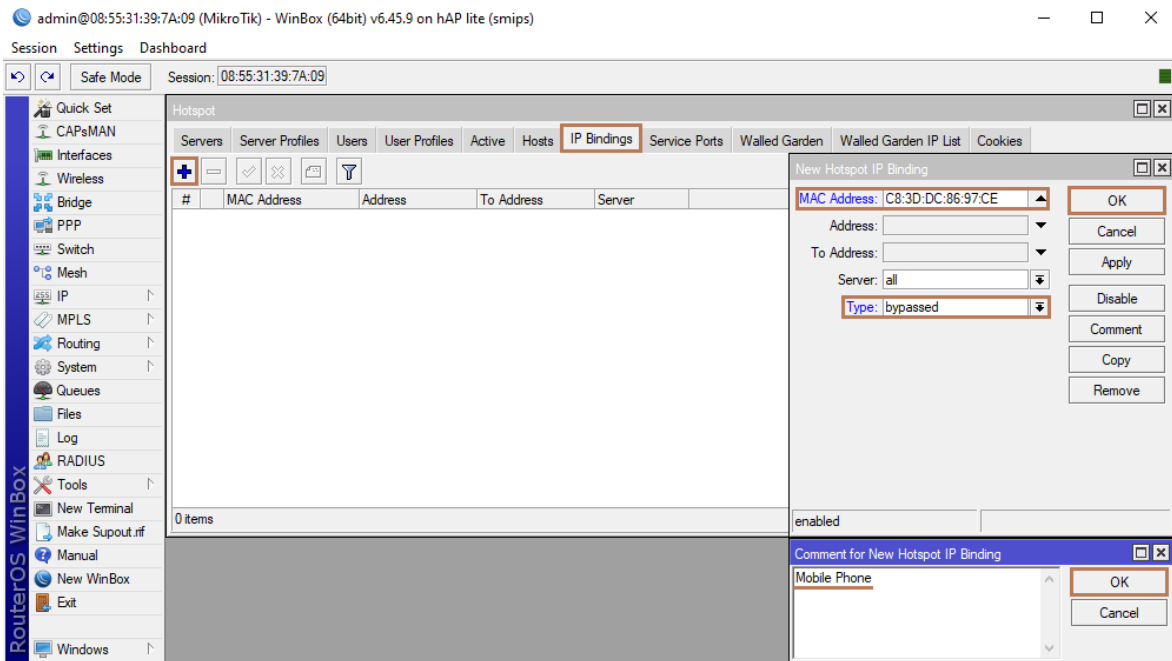 admin@08:55:31:39:7A:09 (MikroTik) - WinBox (64bit) v6.45.9 on hAP lite (smips)
Session Settings Dashboard
Safe Mode Session: 08:55:31:39:7A:09
Quick Set
CAPsMAN
Interfaces
Wireless
Bridge
PPP
Switch
Mesh
IP
MPLS
Routing
System
Queues
Files
Log
RADIUS
Tools
New Terminal
Make Supout.rif
Manual
New WinBox
Exit
Windows
RouterOS WinBox
Hotspot
Servers Server Profiles Users User Profiles Active Hosts IP Bindings Service Ports Walled Garden Walled Garden IP List Cookies
# MAC Address Address To Address Server
0 items
New Hotspot IP Binding
MAC Address: C8:3D:DC:86:97:CE
Address:
To Address:
Server: all
Type: bypassed
OK
Cancel
Apply
Disable
Comment
Copy
Remove
enabled
Comment for New Hotspot IP Binding
Mobile Phone
OK
Cancel